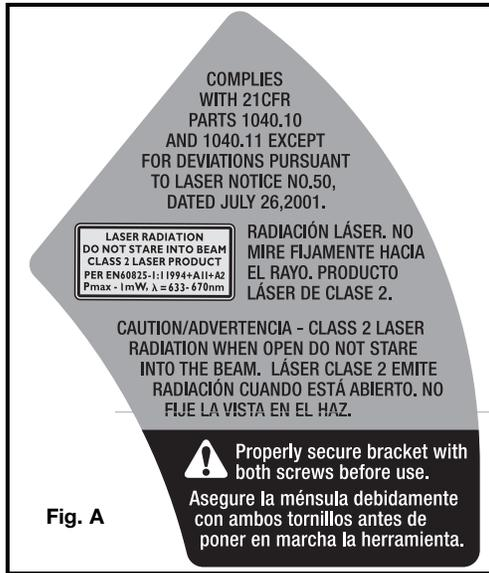 COMPLIES
WITH 21CFR
PARTS 1040.10
AND 1040.11 EXCEPT
FOR DEVIATIONS PURSUANT
TO LASER NOTICE NO.50,
DATED JULY 26,2001.
LASER RADIATION
DO NOT STARE INTO BEAM
CLASS 2 LASER PRODUCT
PER EN60825-1:11994+A11+A2
Pmax - 1mW, λ = 633- 670nm
RADIACIÓN LÁSER. NO
MIRE FIJAMENTE HACIA
EL RAYO. PRODUCTO
LÁSER DE CLASE 2.
CAUTION/ADVERTENCIA - CLASS 2 LASER
RADIATION WHEN OPEN DO NOT STARE
INTO THE BEAM. LÁSER CLASE 2 EMITE
RADIACIÓN CUANDO ESTÁ ABIERTO. NO
FIJE LA VISTA EN EL HAZ.
Properly secure bracket with
both screws before use.
Asegure la ménsula debidamente
con ambos tornillos antes de
poner en marcha la herramienta.
Fig. A